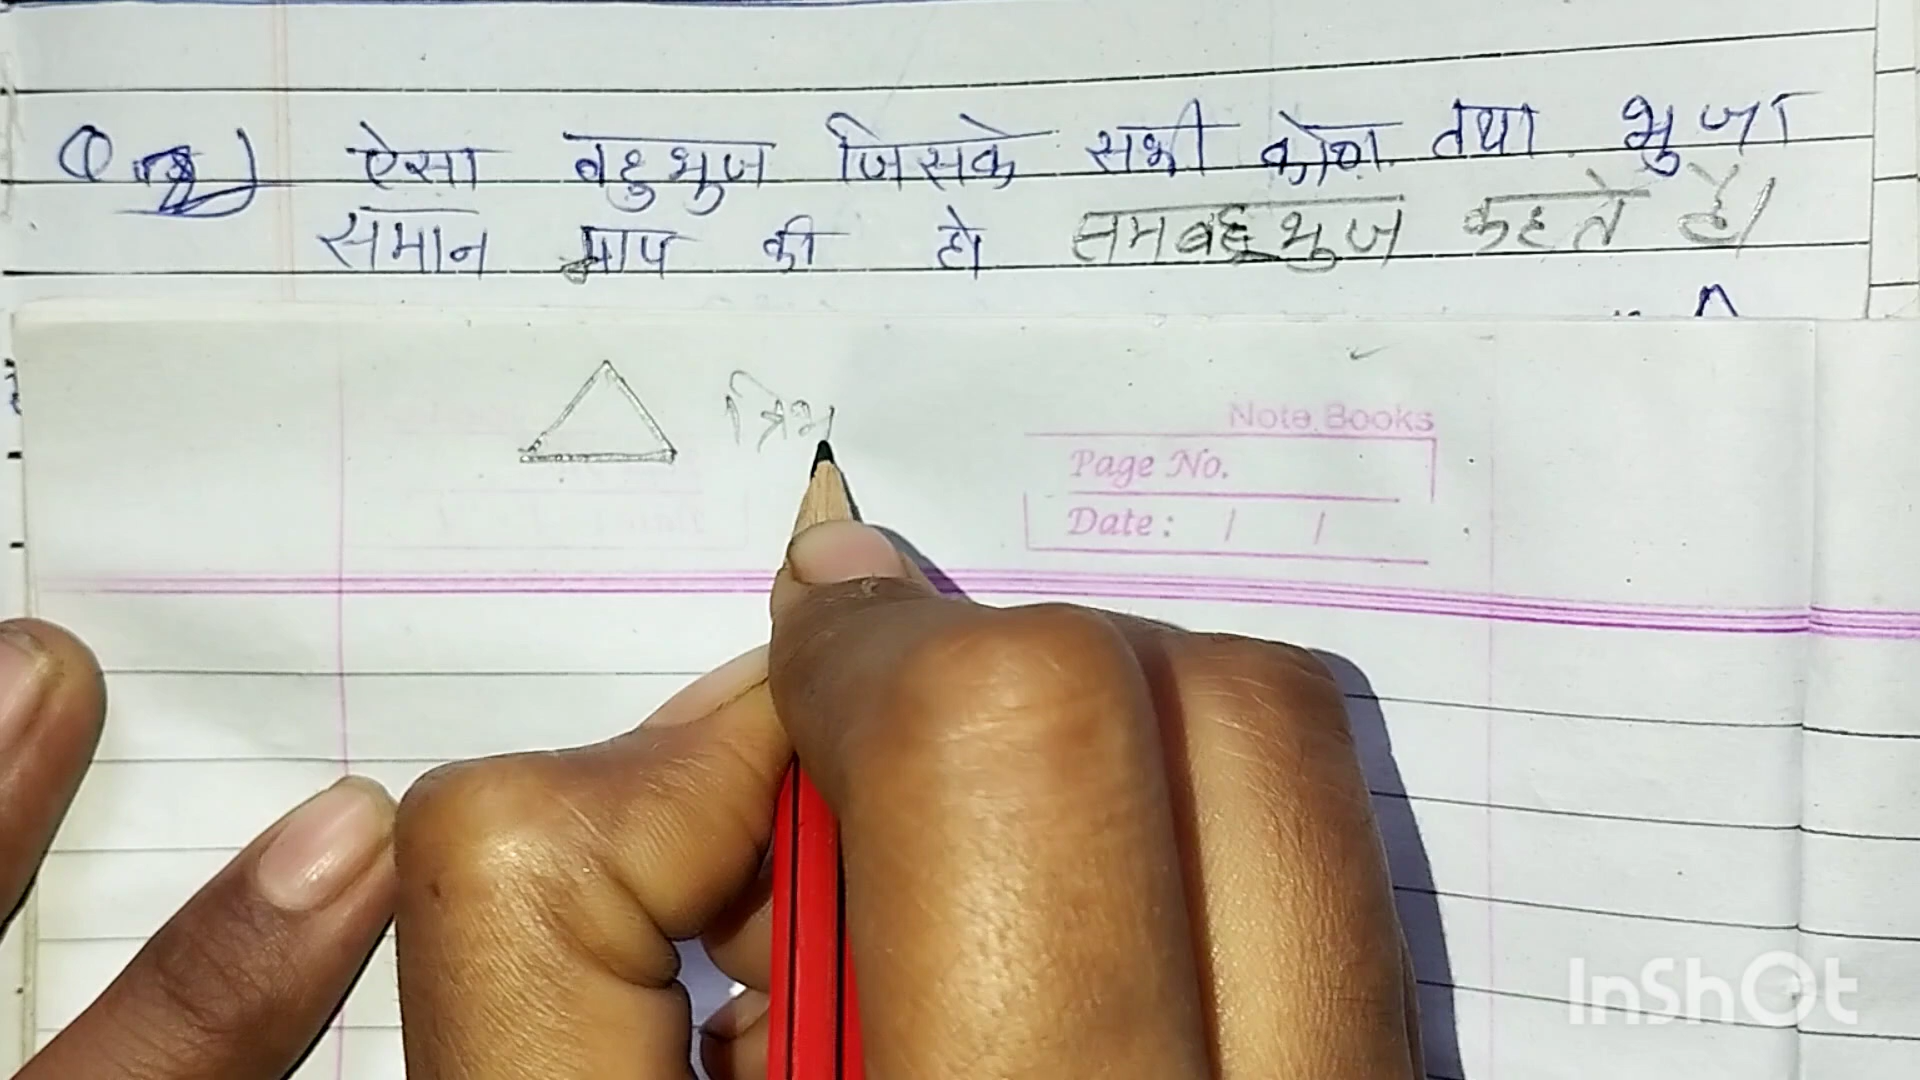 ऐसा बहुभुज जिसके सभी कोण तथा भुजा
समान माप की हो समबहुभुज कहते है।
त्रिभ
Note Books
Page No.
Date : / /
InShOt